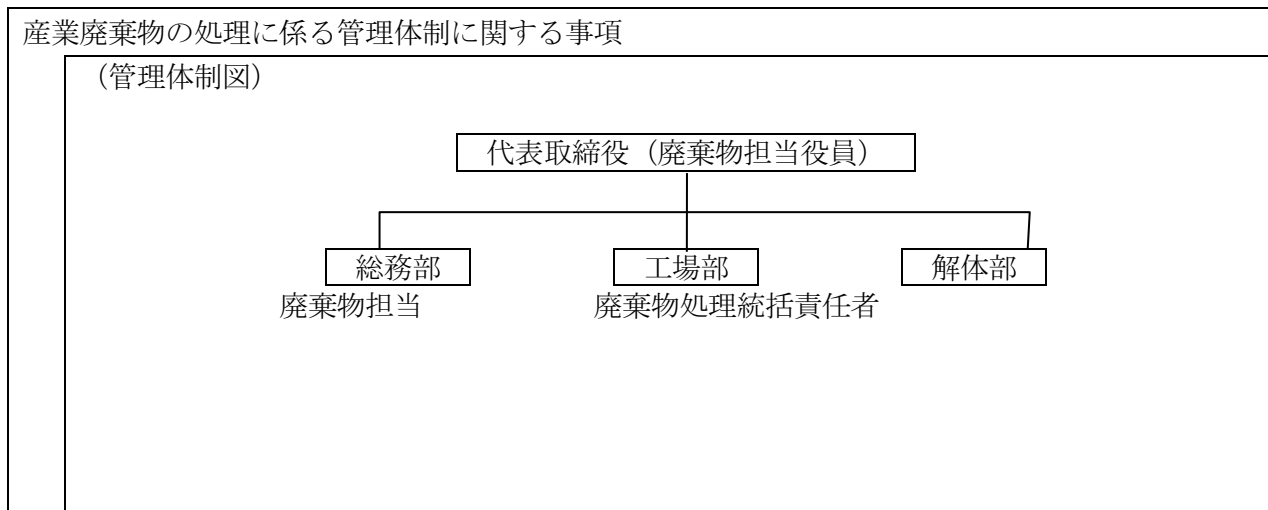 産業廃棄物の処理に係る管理体制に関する事項
（管理体制図）
代表取締役（廃棄物担当役員）
総務部 工場部 解体部
廃棄物担当 廃棄物処理統括責任者